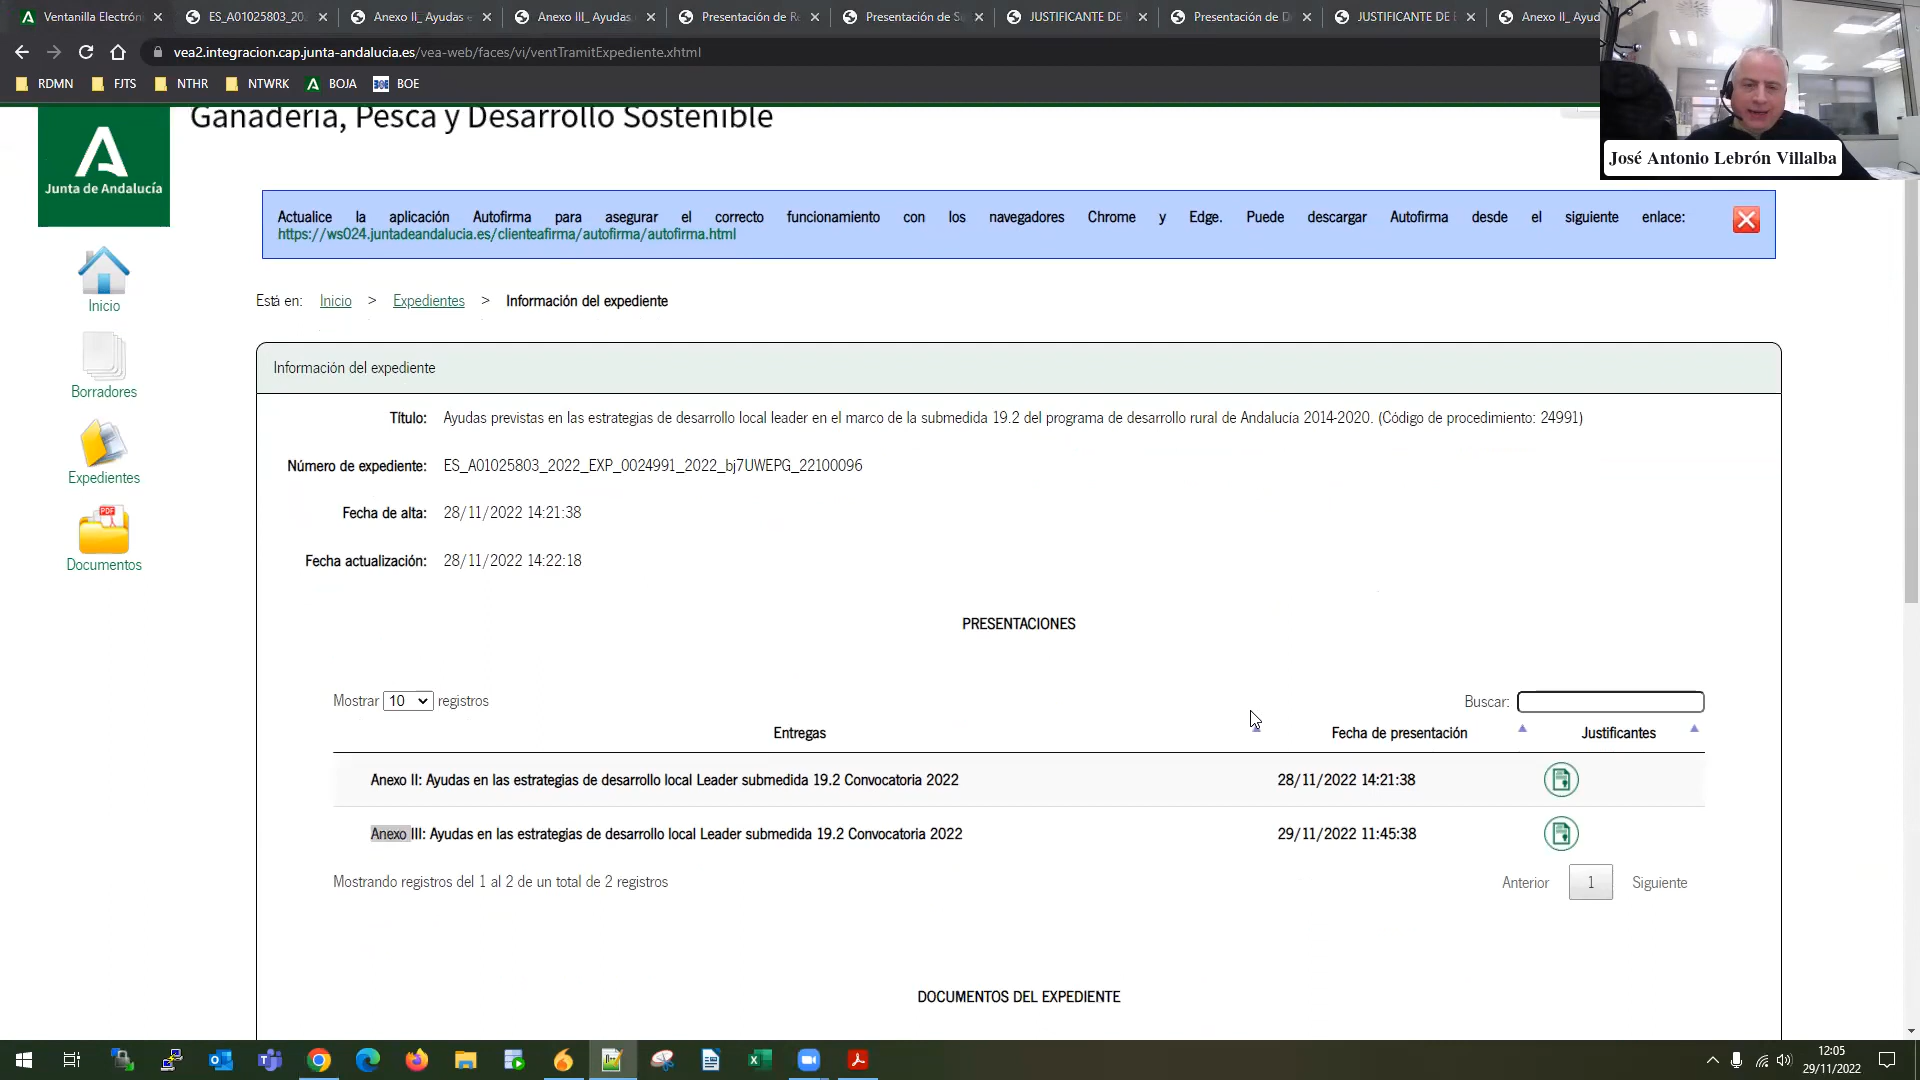 Ventanilla Electróni
ES_A01025803_202
Anexo II_ Ayudas e
Anexo III_ Ayudas
Presentación de Re
Presentación de So
JUSTIFICANTE DE
Presentación de D
JUSTIFICANTE DE E
Anexo II_ Ayud
vea2.integracion.cap.junta-andalucia.es/vea-web/faces/vi/ventTramitExpediente.xhtml
RDMN
FJTS
NTHR
NTWRK
BOJA
BOE
José Antonio Lebrón Villalba
Ganadería, Pesca y Desarrollo Sostenible
Junta de Andalucía
Actualice la aplicación Autofirma para asegurar el correcto funcionamiento con los navegadores Chrome y Edge. Puede descargar Autofirma desde el siguiente enlace:
https://ws024.juntadeandalucia.es/clienteafirma/autofirma/autofirma.html
Inicio
Borradores
Expedientes
PDF
Documentos
Está en: Inicio > Expedientes > Información del expediente
Información del expediente
Título: Ayudas previstas en las estrategias de desarrollo local leader en el marco de la submedida 19.2 del programa de desarrollo rural de Andalucía 2014-2020. (Código de procedimiento: 24991)
Número de expediente: ES_A01025803_2022_EXP_0024991_2022_bj7UWEPG_22100096
Fecha de alta: 28/11/2022 14:21:38
Fecha actualización: 28/11/2022 14:22:18
PRESENTACIONES
Mostrar 10 registros
Buscar:
Entregas Fecha de presentación Justificantes
Anexo II: Ayudas en las estrategias de desarrollo local Leader submedida 19.2 Convocatoria 2022 28/11/2022 14:21:38
Anexo III: Ayudas en las estrategias de desarrollo local Leader submedida 19.2 Convocatoria 2022 29/11/2022 11:45:38
Mostrando registros del 1 al 2 de un total de 2 registros
Anterior 1 Siguiente
DOCUMENTOS DEL EXPEDIENTE
12:05
29/11/2022